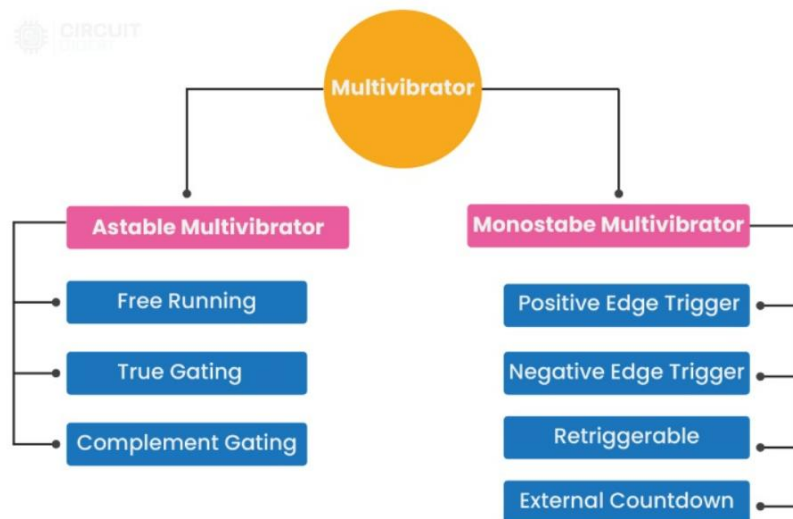 CIRCUIT
Multivibrator
Astable Multivibrator
Monostabe Multivibrator
Free Running
True Gating
Complement Gating
Positive Edge Trigger
Negative Edge Trigger
Retriggerable
External Countdown